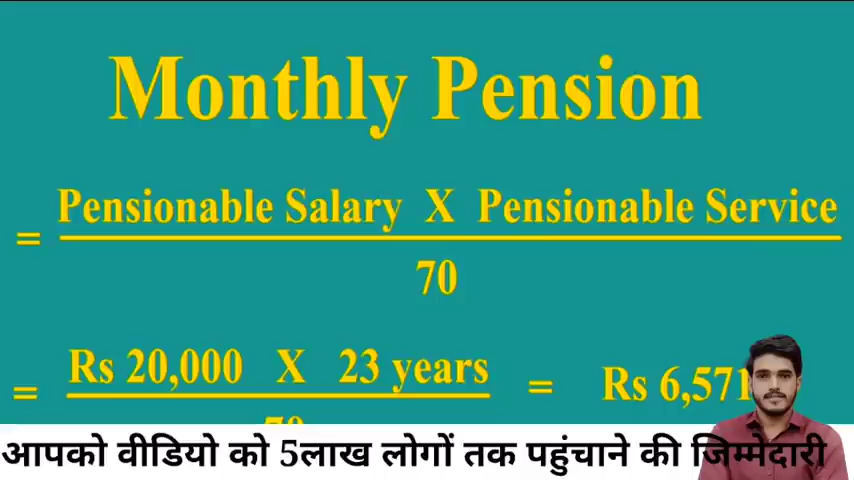 Monthly Pension
= Pensionable Salary X Pensionable Service
70
= Rs 20,000 X 23 years = Rs 6,571
70
आपको वीडियो को 5लाख लोगों तक पहुंचाने की जिम्मेदारी